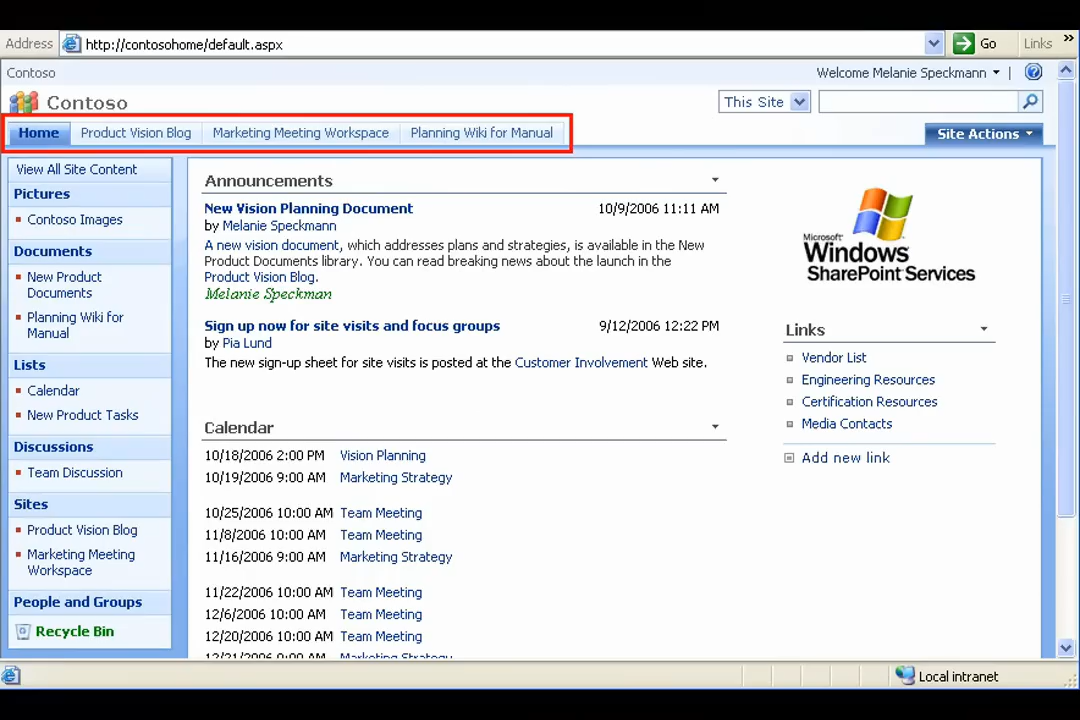 Address http://contosohome/default.aspx Go Links »
Contoso Welcome Melanie Speckmann
Contoso This Site
Home Product Vision Blog Marketing Meeting Workspace Planning Wiki for Manual Site Actions
View All Site Content
Pictures
Contoso Images
Documents
New Product
Documents
Planning Wiki for
Manual
Lists
Calendar
New Product Tasks
Discussions
Team Discussion
Sites
Product Vision Blog
Marketing Meeting
Workspace
People and Groups
Recycle Bin
Announcements
New Vision Planning Document 10/9/2006 11:11 AM
by Melanie Speckmann
A new vision document, which addresses plans and strategies, is available in the New
Product Documents library. You can read breaking news about the launch in the
Product Vision Blog.
Melanie Speckman
Sign up now for site visits and focus groups 9/12/2006 12:22 PM
by Pia Lund
The new sign-up sheet for site visits is posted at the Customer Involvement Web site.
Calendar
10/18/2006 2:00 PM Vision Planning
10/19/2006 9:00 AM Marketing Strategy
10/25/2006 10:00 AM Team Meeting
11/8/2006 10:00 AM Team Meeting
11/16/2006 9:00 AM Marketing Strategy
11/22/2006 10:00 AM Team Meeting
12/6/2006 10:00 AM Team Meeting
12/20/2006 10:00 AM Team Meeting
12/21/2006 9:00 AM Marketing Strategy
Microsoft
Windows
SharePoint Services
Links
Vendor List
Engineering Resources
Certification Resources
Media Contacts
Add new link
Local intranet